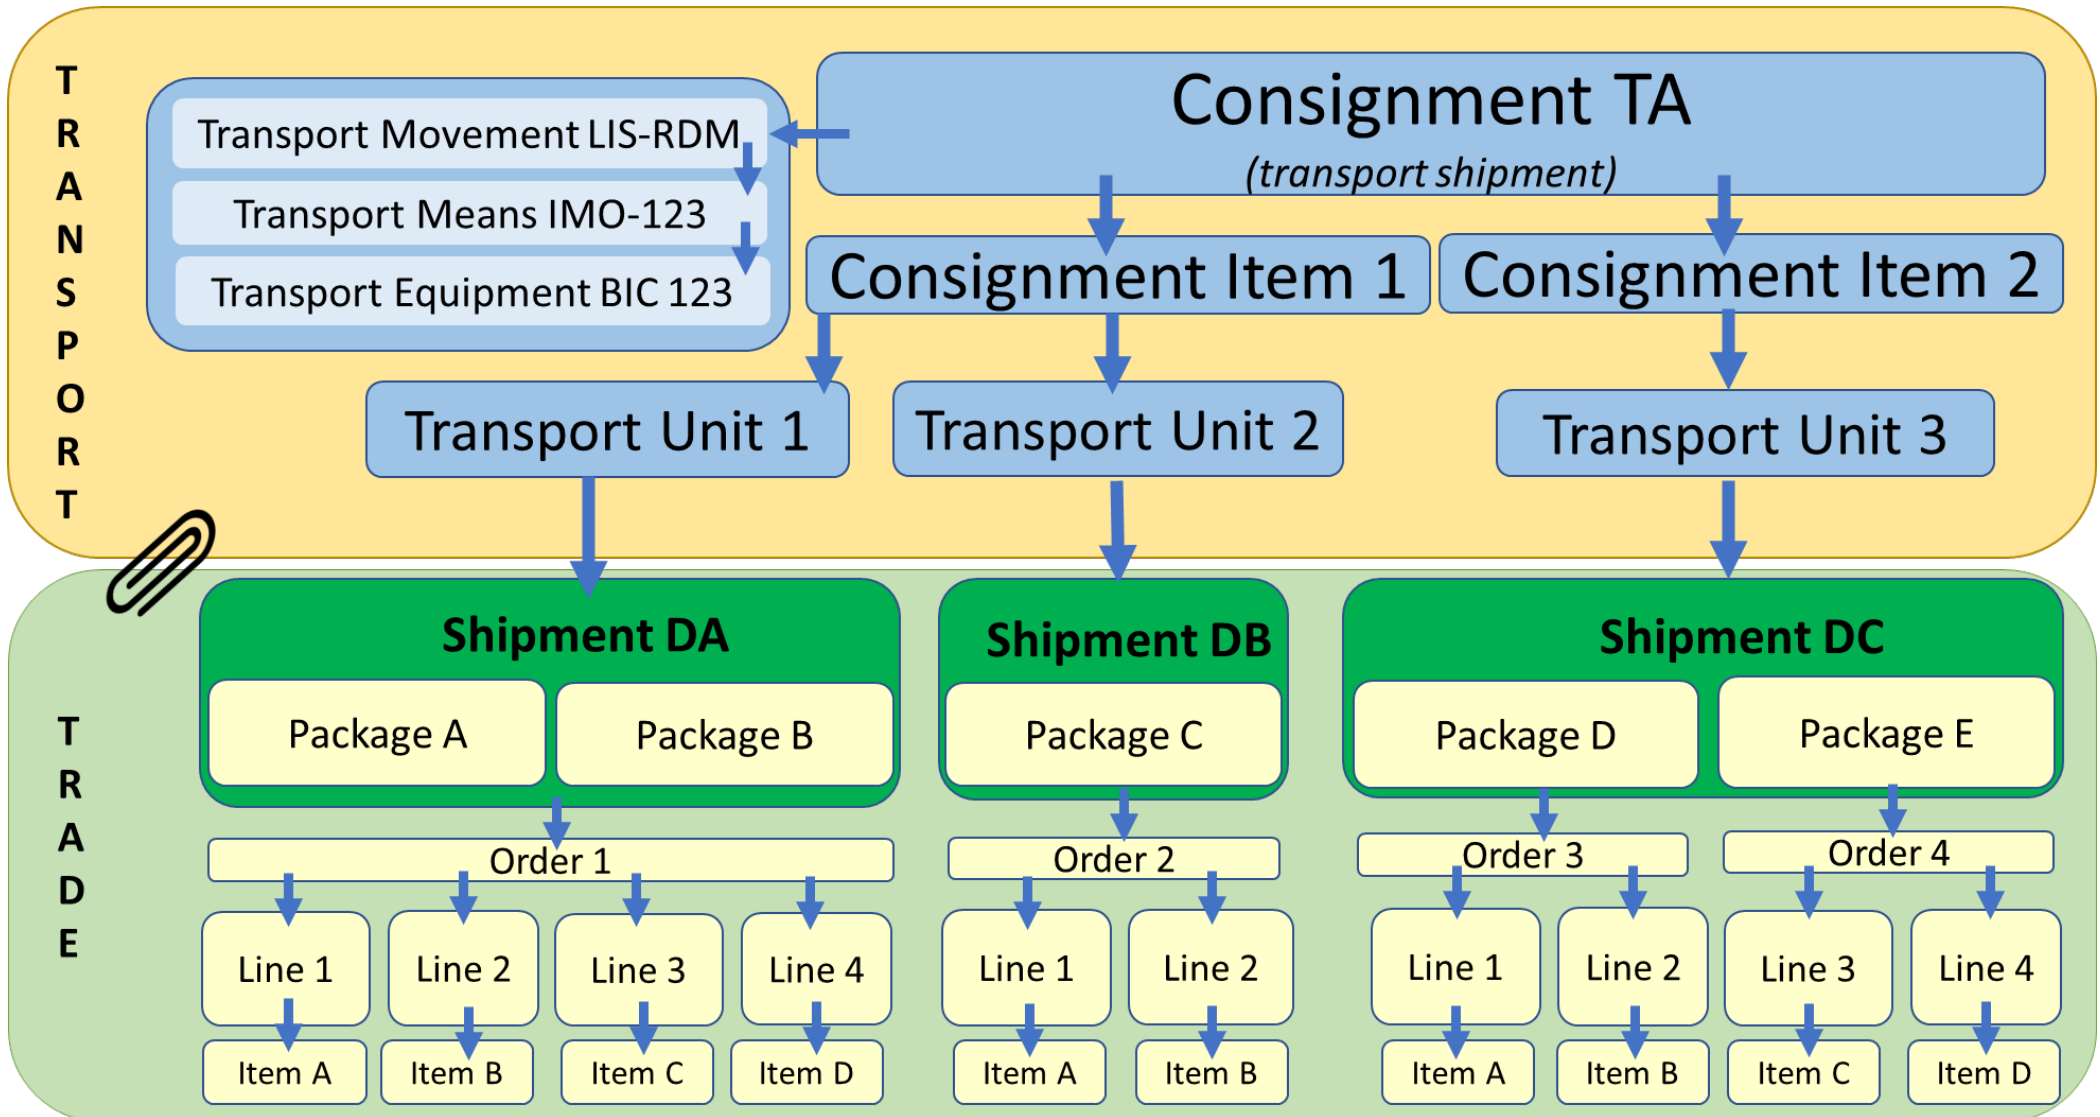 TRANSPORT
Consignment TA
(transport shipment)
Transport Movement LIS-RDM
Transport Means IMO-123
Transport Equipment BIC 123
Consignment Item 1
Consignment Item 2
Transport Unit 1
Transport Unit 2
Transport Unit 3
TRADE
Shipment DA
Shipment DB
Shipment DC
Package A
Package B
Package C
Package D
Package E
Order 1
Order 2
Order 3
Order 4
Line 1
Line 2
Line 3
Line 4
Line 1
Line 2
Line 1
Line 2
Line 3
Line 4
Item A
Item B
Item C
Item D
Item A
Item B
Item A
Item B
Item C
Item D